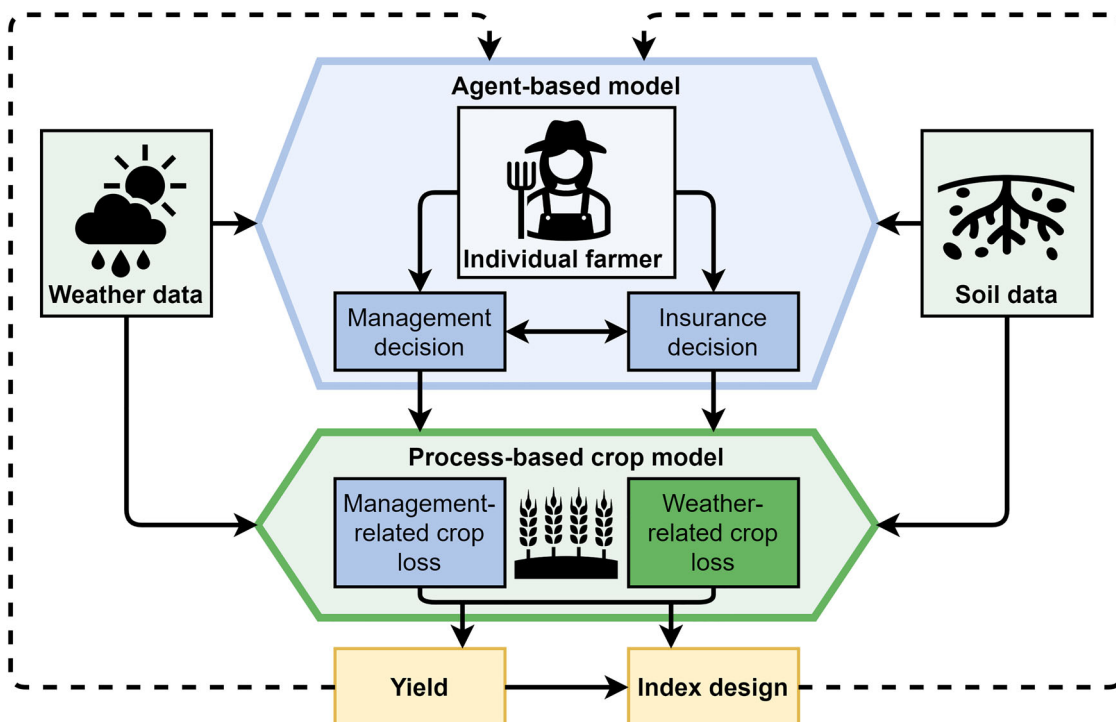 Agent-based model
Individual farmer
Weather data
Soil data
Management
decision
Insurance
decision
Process-based crop model
Management-
related crop
loss
Weather-
related crop
loss
Yield
Index design